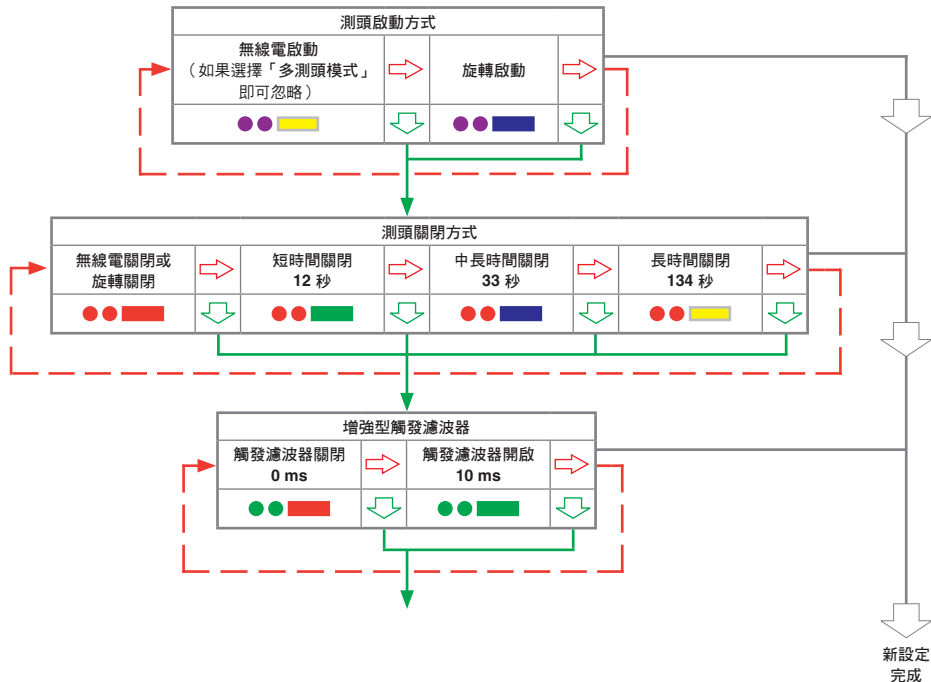 測頭啟動方式
無線電啟動
（如果選擇「多測頭模式」
即可忽略）
旋轉啟動
測頭關閉方式
無線電關閉或
旋轉關閉
短時間關閉
12 秒
中長時間關閉
33 秒
長時間關閉
134 秒
增強型觸發濾波器
觸發濾波器關閉
0 ms
觸發濾波器開啟
10 ms
新設定
完成